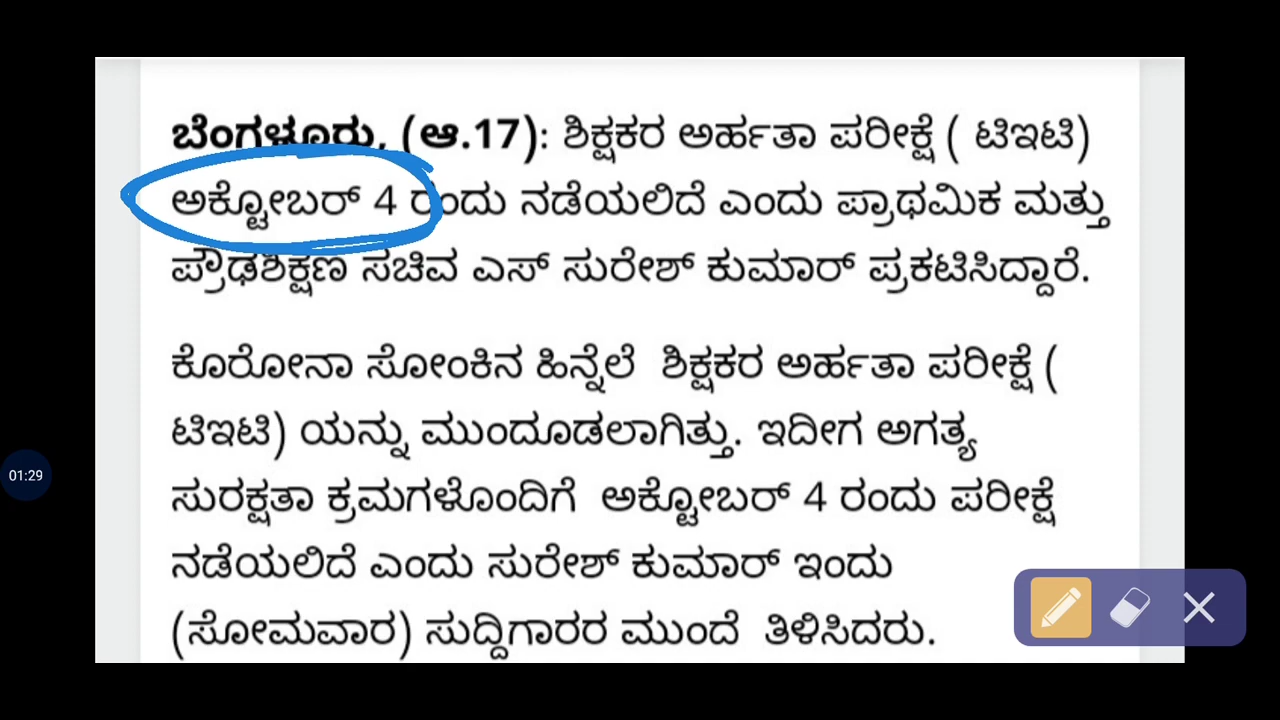 ಬೆಂಗಳೂರು, (ಆ.17): ಶಿಕ್ಷಕರ ಅರ್ಹತಾ ಪರೀಕ್ಷೆ ( ಟಿಇಟಿ)
ಅಕ್ಟೋಬರ್ 4 ರಂದು ನಡೆಯಲಿದೆ ಎಂದು ಪ್ರಾಥಮಿಕ ಮತ್ತು
ಪ್ರೌಢಶಿಕ್ಷಣ ಸಚಿವ ಎಸ್ ಸುರೇಶ್ ಕುಮಾರ್ ಪ್ರಕಟಿಸಿದ್ದಾರೆ.
ಕೊರೋನಾ ಸೋಂಕಿನ ಹಿನ್ನೆಲೆ ಶಿಕ್ಷಕರ ಅರ್ಹತಾ ಪರೀಕ್ಷೆ (
ಟಿಇಟಿ) ಯನ್ನು ಮುಂದೂಡಲಾಗಿತ್ತು. ಇದೀಗ ಅಗತ್ಯ
ಸುರಕ್ಷತಾ ಕ್ರಮಗಳೊಂದಿಗೆ ಅಕ್ಟೋಬರ್ 4 ರಂದು ಪರೀಕ್ಷೆ
01:29
ನಡೆಯಲಿದೆ ಎಂದು ಸುರೇಶ್ ಕುಮಾರ್ ಇಂದು
(ಸೋಮವಾರ) ಸುದ್ದಿಗಾರರ ಮುಂದೆ ತಿಳಿಸಿದರು.